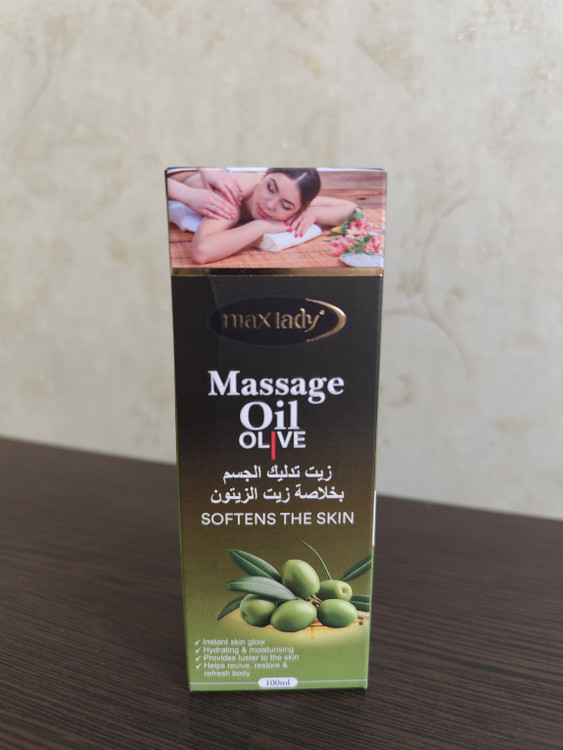 max lady
Massage
Oil
OLIVE
زيت تدليك الجسم
بخلاصة زيت الزيتون
SOFTENS THE SKIN
✓ Instant skin glow
✓ Hydrating & moisturising
✓ Provides luster to the skin
✓ Helps revive, restore &
refresh body
100ml